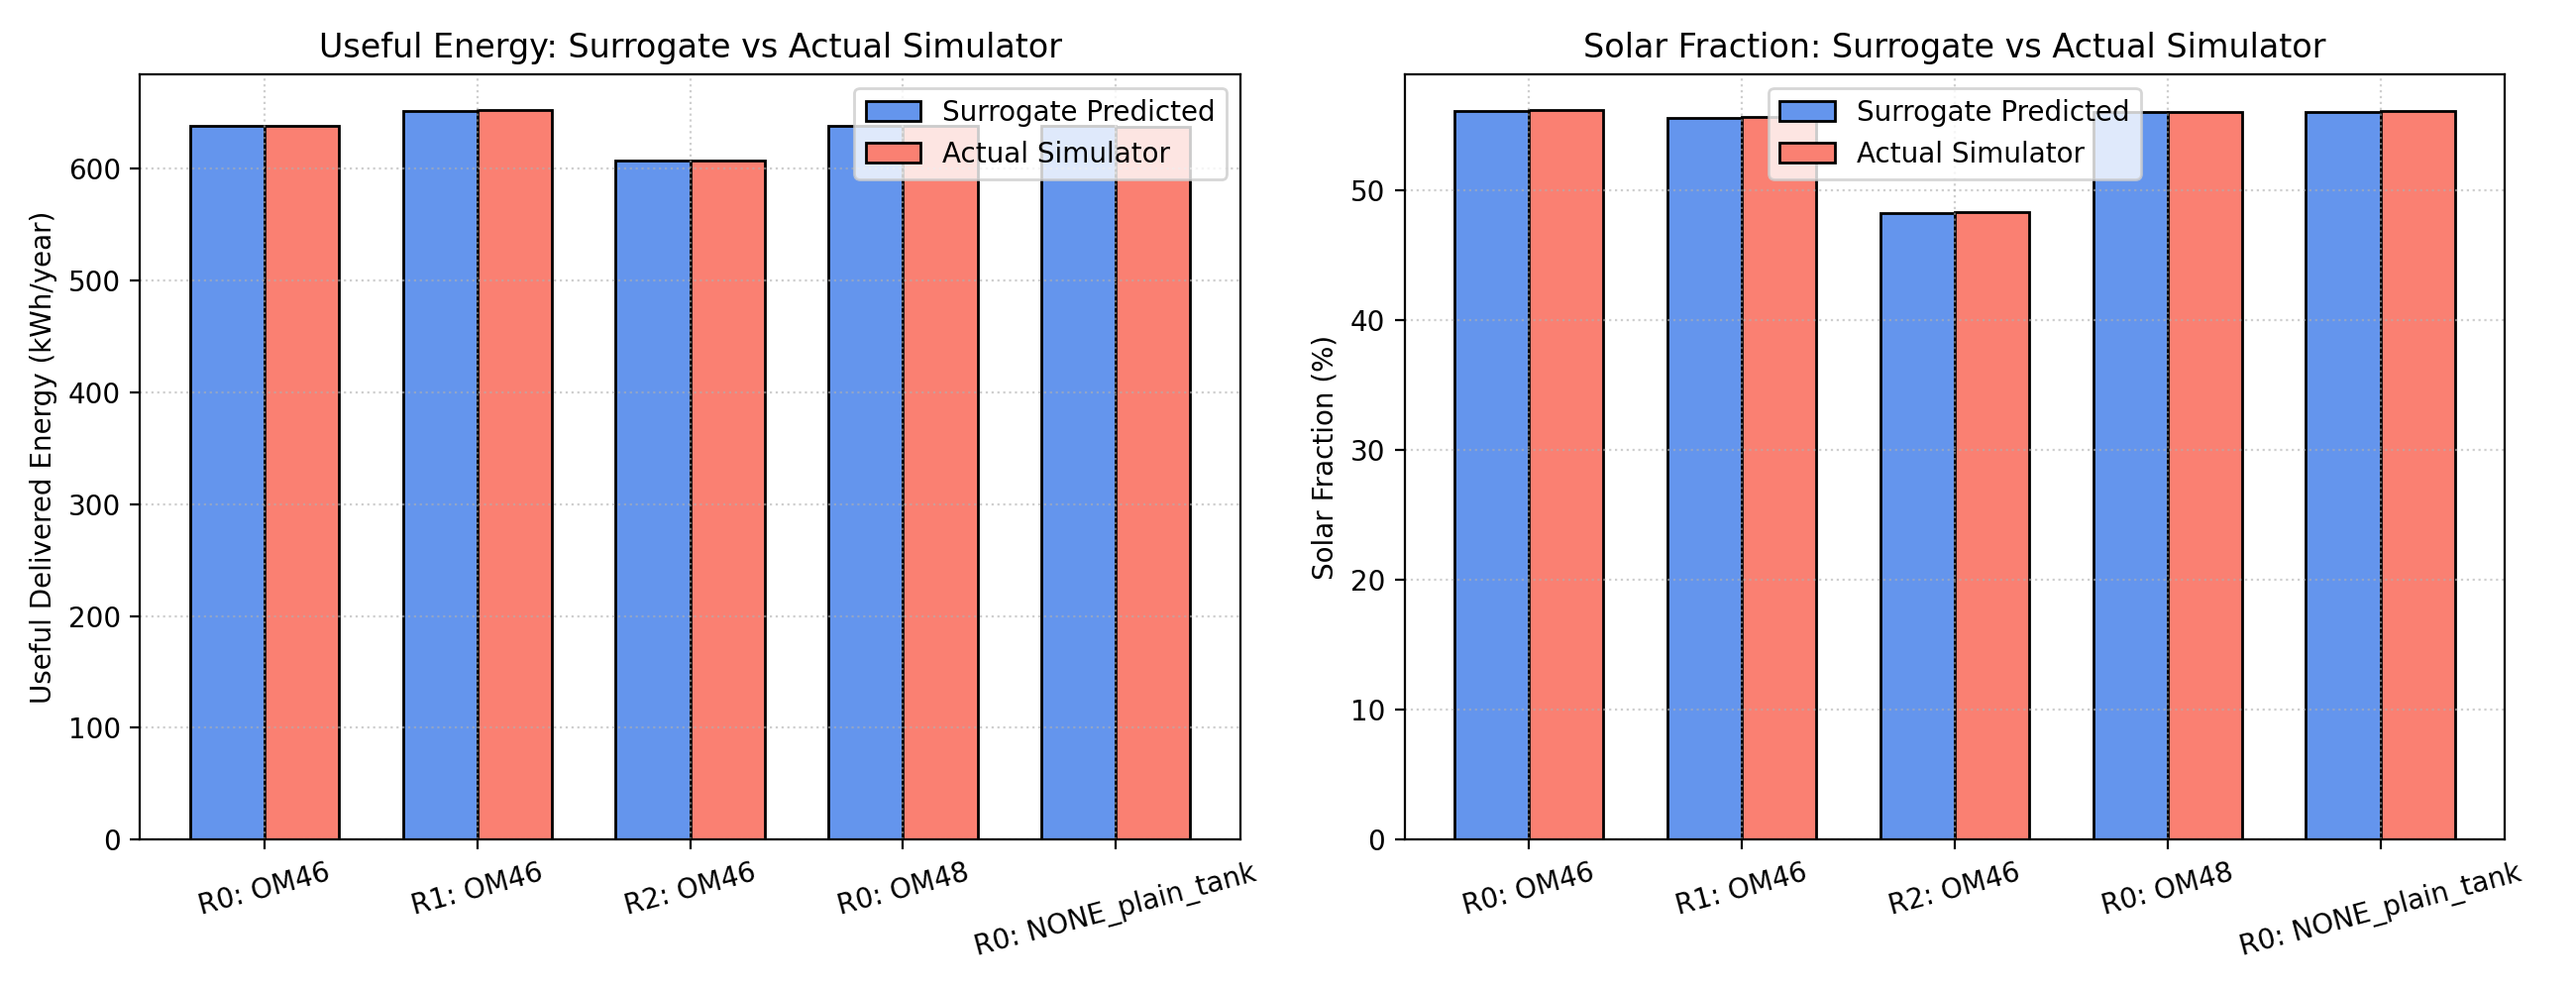 Useful Energy: Surrogate vs Actual Simulator
Surrogate Predicted
Actual Simulator
Useful Delivered Energy (kWh/year)
600
500
400
300
200
100
0
R0: OM46
R1: OM46
R2: OM46
R0: OM48
R0: NONE_plain_tank
Solar Fraction: Surrogate vs Actual Simulator
Surrogate Predicted
Actual Simulator
Solar Fraction (%)
50
40
30
20
10
0
R0: OM46
R1: OM46
R2: OM46
R0: OM48
R0: NONE_plain_tank